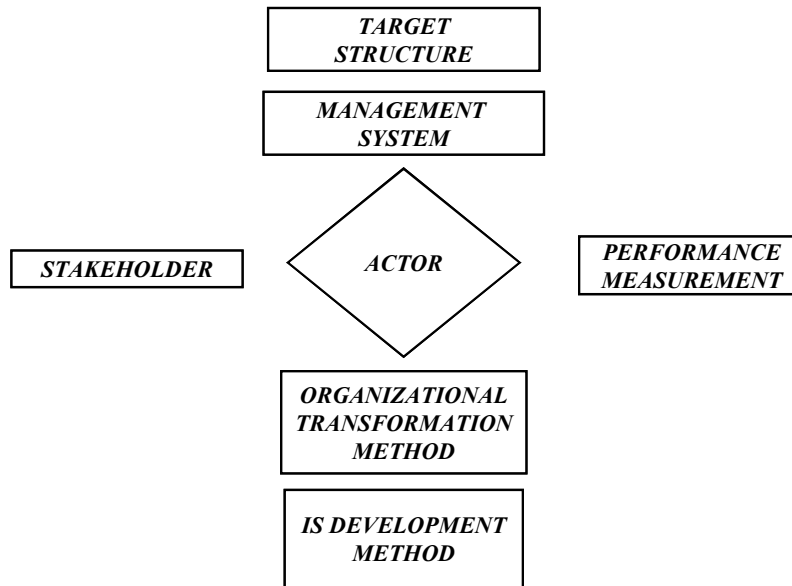 TARGET
STRUCTURE
MANAGEMENT
SYSTEM
STAKEHOLDER
ACTOR
PERFORMANCE
MEASUREMENT
ORGANIZATIONAL
TRANSFORMATION
METHOD
IS DEVELOPMENT
METHOD